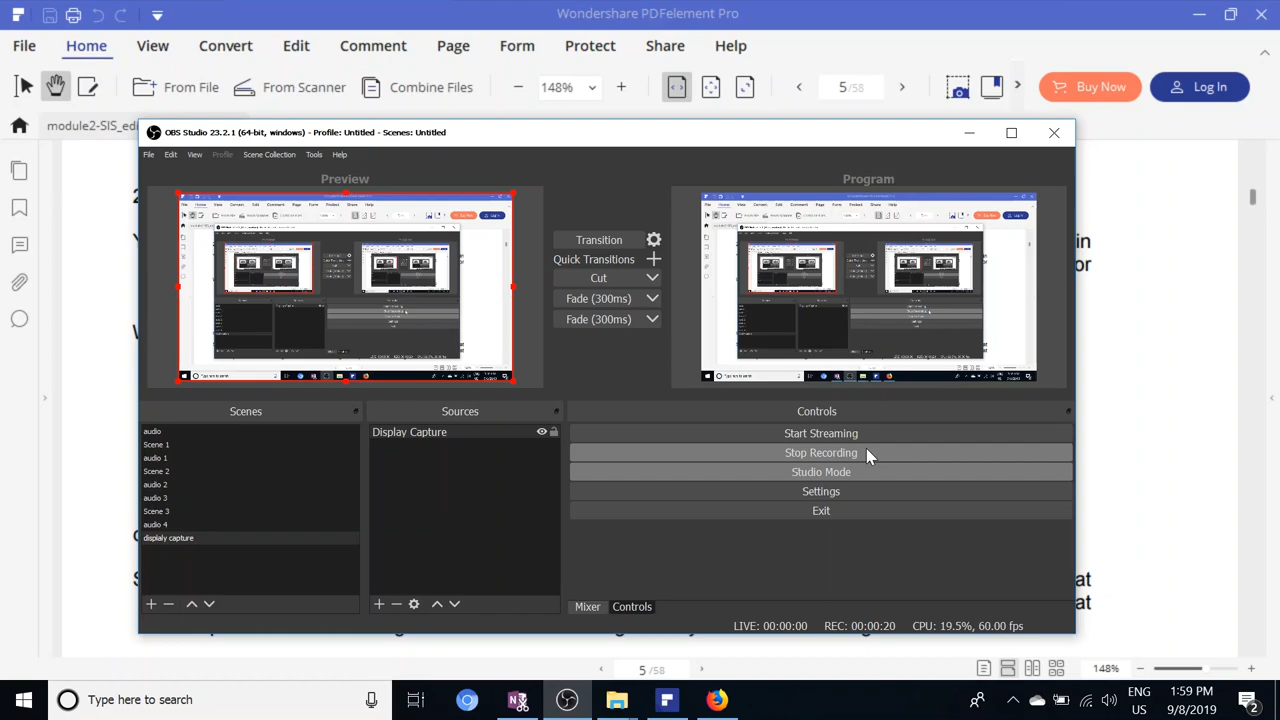 Wondershare PDFelement Pro
File Home View Convert Edit Comment Page Form Protect Share Help
From File From Scanner Combine Files 148% 5/58 Buy Now Log In
module2-SIS_edi
OBS Studio 23.2.1 (64-bit, windows) - Profile: Untitled - Scenes: Untitled
File Edit View Profile Scene Collection Tools Help
Preview
Program
in
or
Transition
Quick Transitions
Cut
Fade (300ms)
Fade (300ms)
Scenes
audio
Scene 1
audio 1
Scene 2
audio 2
audio 3
Scene 3
audio 4
displaly capture
Sources
Display Capture
Controls
Start Streaming
Stop Recording
Studio Mode
Settings
Exit
at
at
Mixer Controls
LIVE: 00:00:00 REC: 00:00:20 CPU: 19.5%, 60.00 fps
5/58 148%
Type here to search
ENG
US
1:59 PM
9/8/2019
2